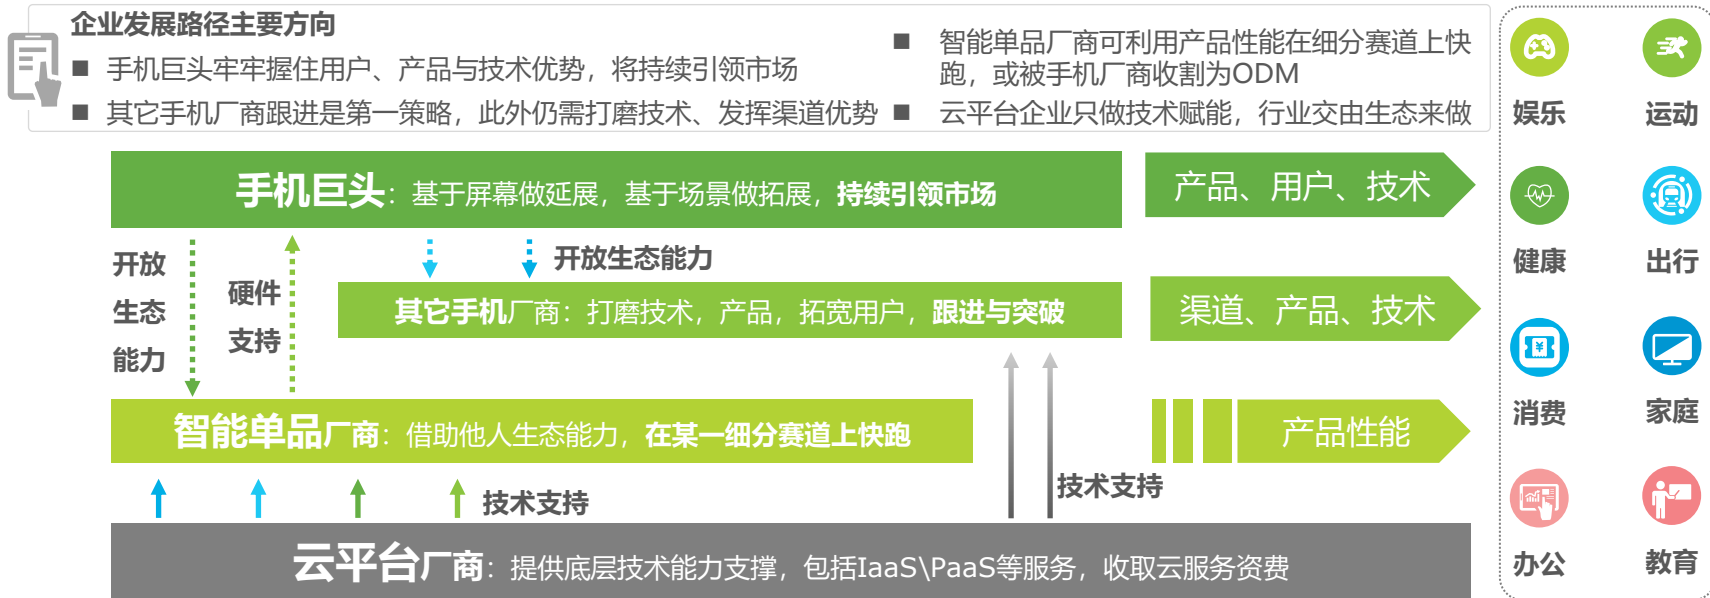 企业发展路径主要方向
■ 手机巨头牢牢握住用户、产品与技术优势，将持续引领市场
■ 其它手机厂商跟进是第一策略，此外仍需打磨技术、发挥渠道优势
■ 智能单品厂商可利用产品性能在细分赛道上快
跑，或被手机厂商收割为ODM
■ 云平台企业只做技术赋能，行业交由生态来做
手机巨头：基于屏幕做延展，基于场景做拓展，持续引领市场
产品、用户、技术
开放
生态
能力
硬件
支持
开放生态能力
其它手机厂商：打磨技术，产品，拓宽用户，跟进与突破
渠道、产品、技术
智能单品厂商：借助他人生态能力，在某一细分赛道上快跑
产品性能
技术支持
技术支持
云平台厂商：提供底层技术能力支撑，包括IaaS\PaaS等服务，收取云服务资费
娱乐
运动
健康
出行
¥
消费
家庭
办公
教育